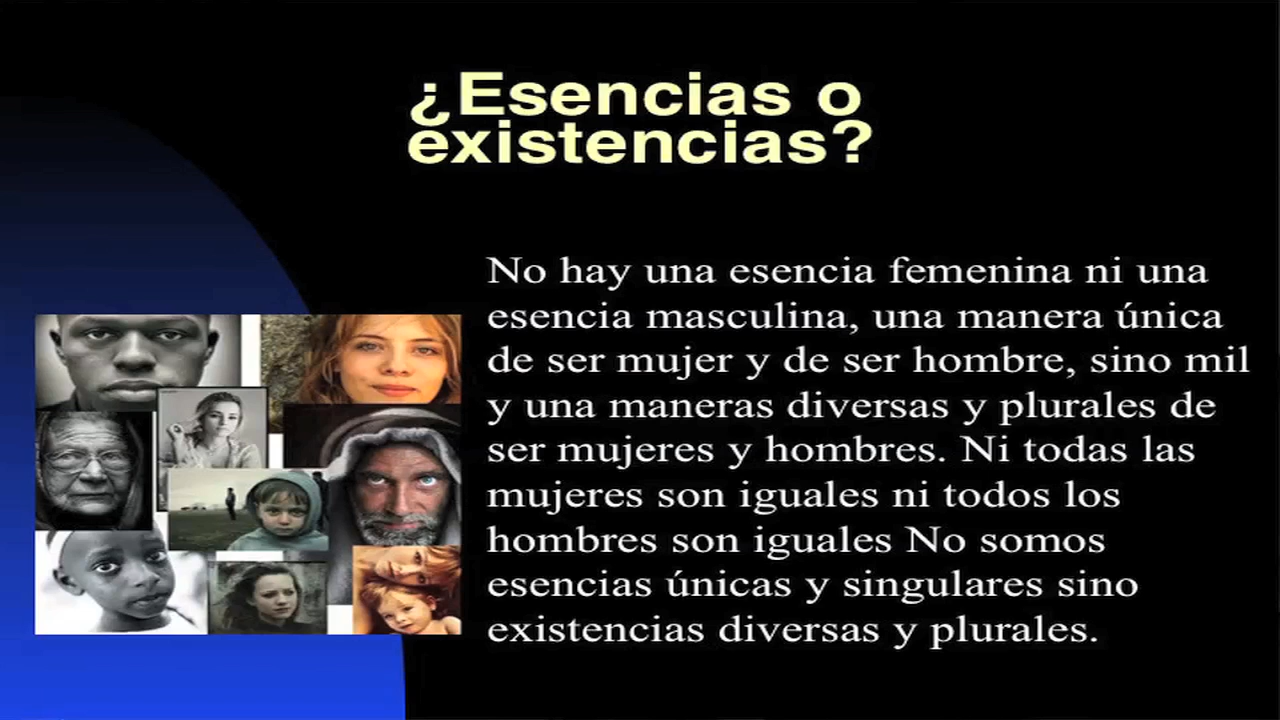 ¿Esencias o
existencias?
No hay una esencia femenina ni una
esencia masculina, una manera única
de ser mujer y de ser hombre, sino mil
y una maneras diversas y plurales de
ser mujeres y hombres. Ni todas las
mujeres son iguales ni todos los
hombres son iguales No somos
esencias únicas y singulares sino
existencias diversas y plurales.